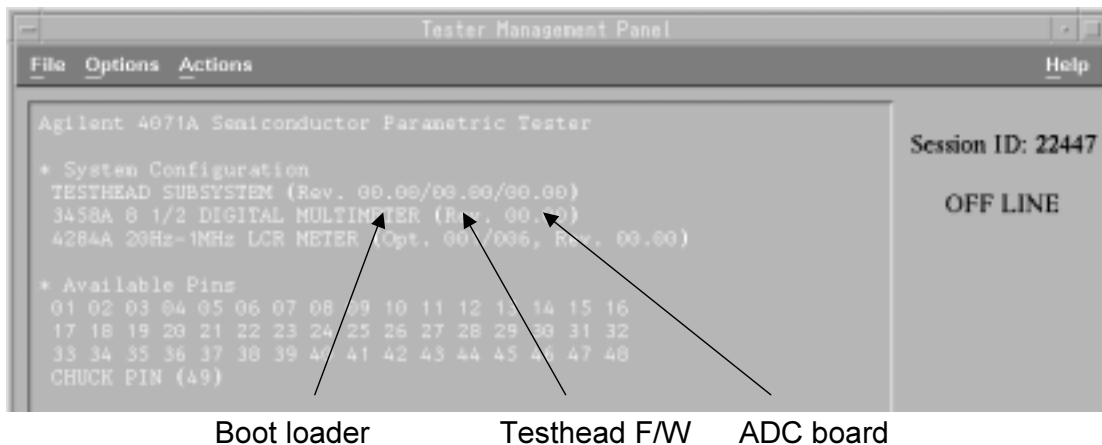 Tester Management Panel
File Options Actions Help
Agilent 4071A Semiconductor Parametric Tester
Session ID: 22447
OFF LINE
* System Configuration
TESTHEAD SUBSYSTEM (Rev. 00.00/00.00/00.00)
3458A 8 1/2 DIGITAL MULTIMETER (Rev. 00.00)
4284A 20Hz-1MHz LCR METER (Opt. 001/006, Rev. 00.00)
* Available Pins
01 02 03 04 05 06 07 08 09 10 11 12 13 14 15 16
17 18 19 20 21 22 23 24 25 26 27 28 29 30 31 32
33 34 35 36 37 38 39 40 41 42 43 44 45 46 47 48
CHUCK PIN (49)
Boot loader Testhead F/W ADC board